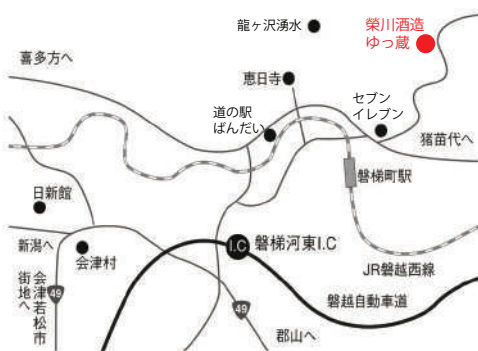 龍ヶ沢湧水
榮川酒造
ゆっ蔵
喜多方へ
恵日寺
道の駅
ばんだい
セブン
イレブン
猪苗代へ
磐梯町駅
日新館
新潟へ
会津村
I.C
磐梯河東I.C
JR磐越西線
会津若松市
街地へ
49
磐越自動車道
49
郡山へ